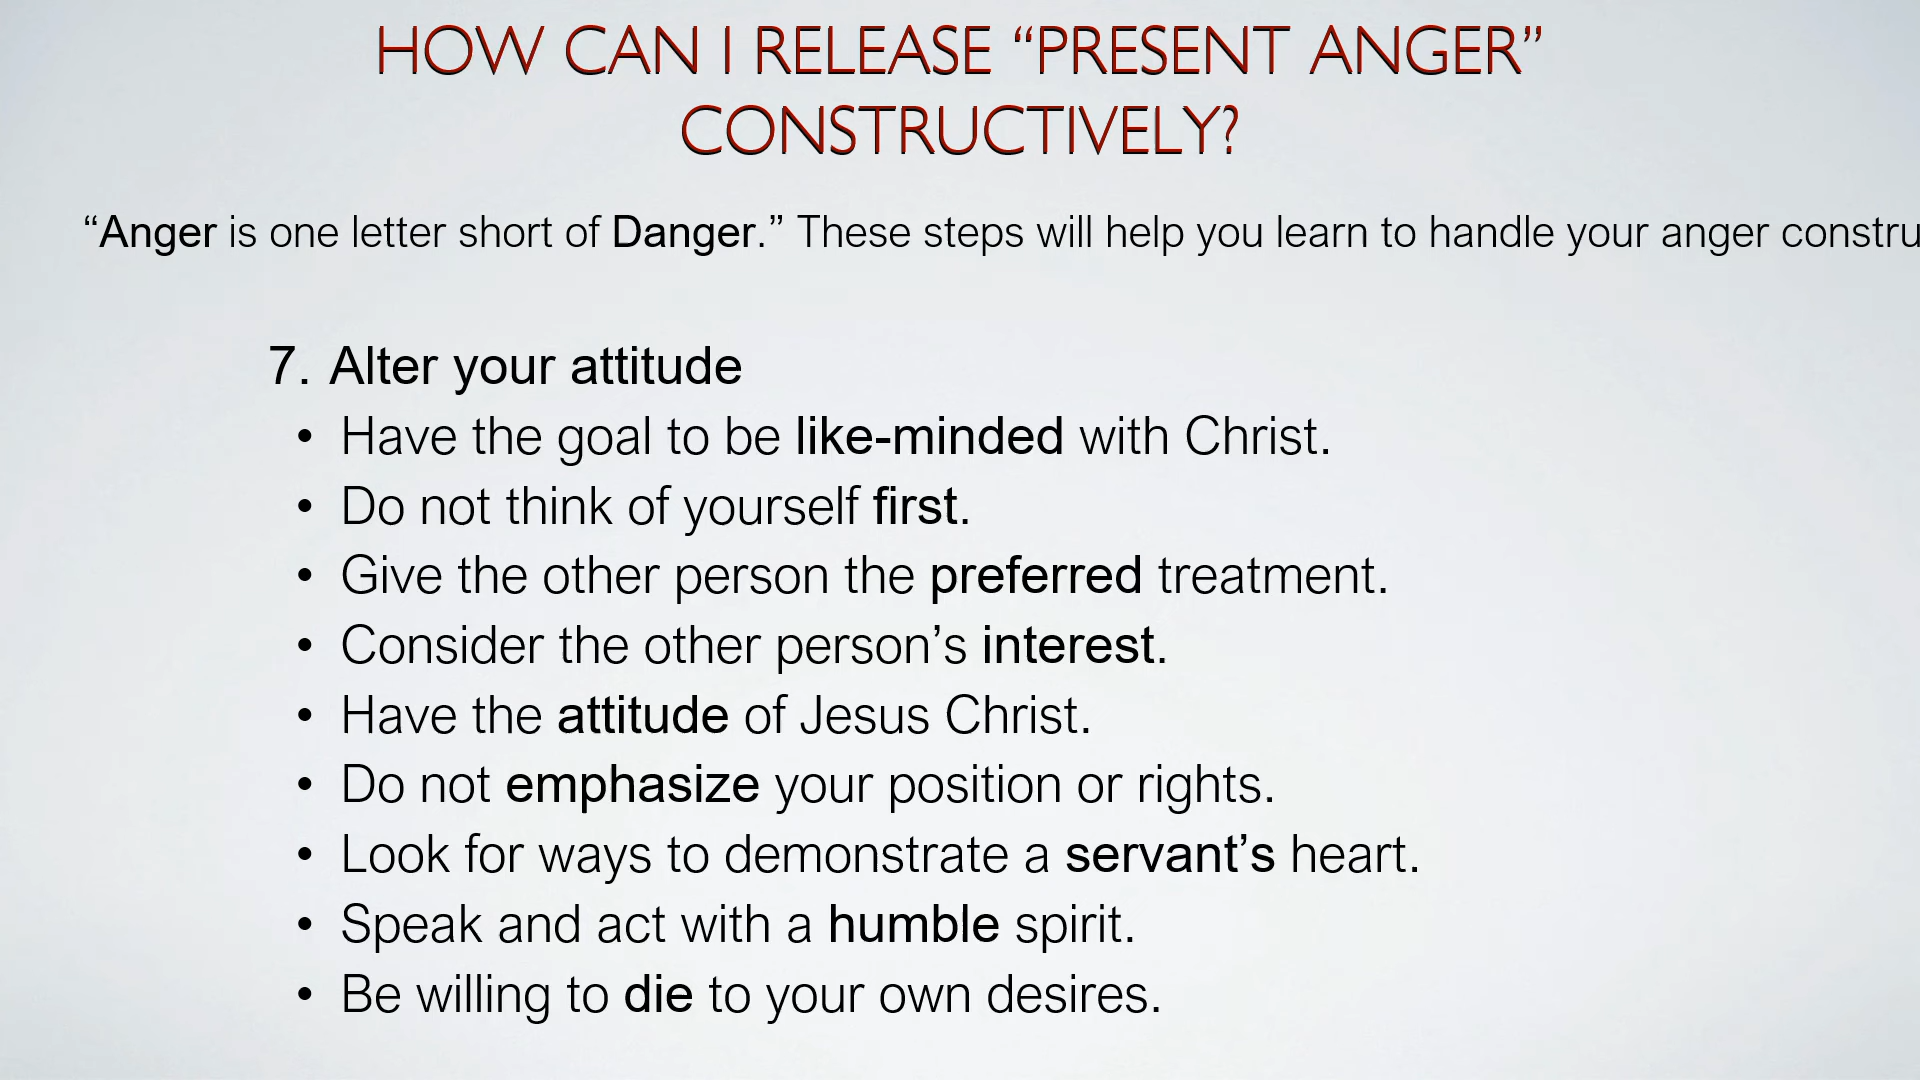 HOW CAN I RELEASE “PRESENT ANGER”
CONSTRUCTIVELY?
“Anger is one letter short of Danger.” These steps will help you learn to handle your anger constru
7. Alter your attitude
• Have the goal to be like-minded with Christ.
• Do not think of yourself first.
• Give the other person the preferred treatment.
• Consider the other person’s interest.
• Have the attitude of Jesus Christ.
• Do not emphasize your position or rights.
• Look for ways to demonstrate a servant’s heart.
• Speak and act with a humble spirit.
• Be willing to die to your own desires.